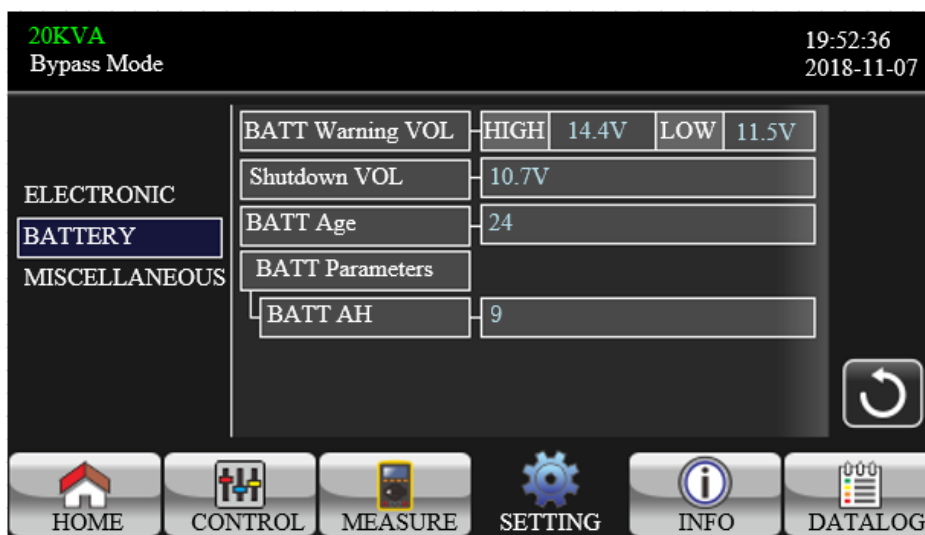 20KVA
Bypass Mode
19:52:36
2018-11-07
ELECTRONIC
BATTERY
MISCELLANEOUS
BATT Warning VOL HIGH 14.4V LOW 11.5V
Shutdown VOL 10.7V
BATT Age 24
BATT Parameters
BATT AH 9
HOME CONTROL MEASURE SETTING INFO DATALOG